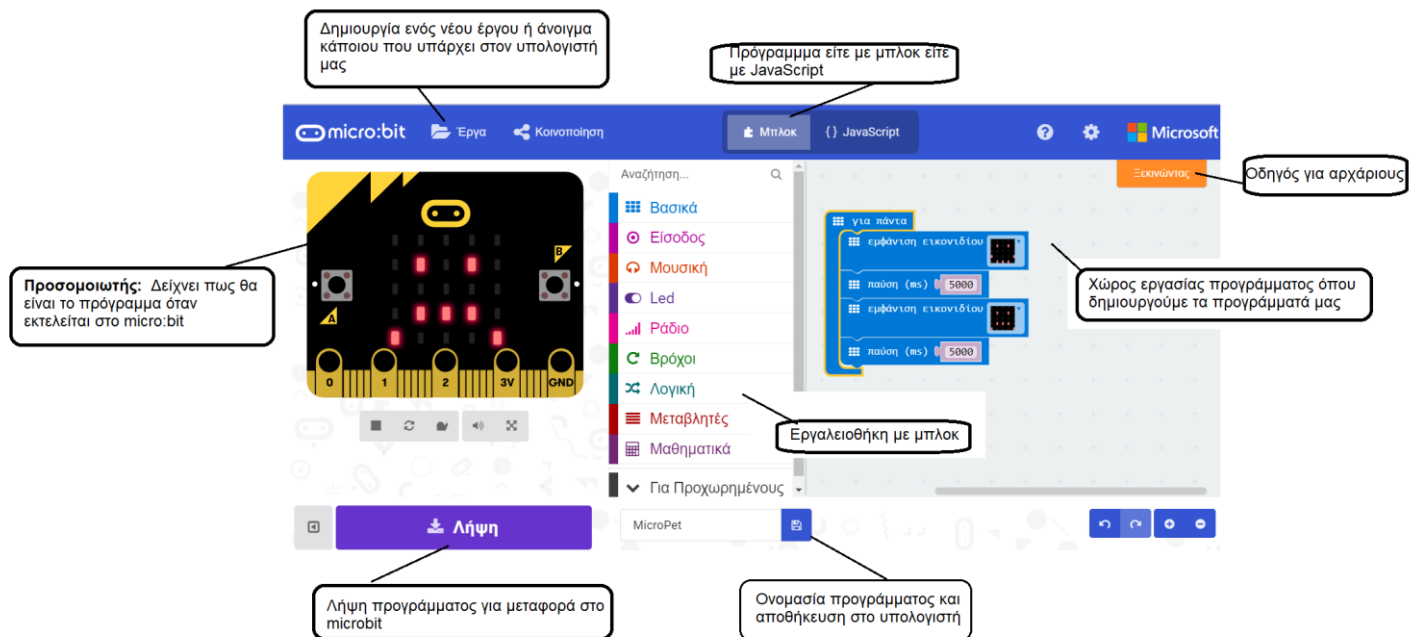 Δημιουργία ενός νέου έργου ή άνοιγμα
κάποιου που υπάρχει στον υπολογιστή
μας
Πρόγραμμμα είτε με μπλοκ είτε
με JavaScript
micro:bit
Έργα
Κοινοποίηση
Μπλοκ
{} JavaScript
?
Microsoft
Αναζήτηση...
Ξεκινώντας
Οδηγός για αρχάριους
Βασικά
Είσοδος
Μουσική
Led
Ράδιο
Βρόχοι
Λογική
Μεταβλητές
Μαθηματικά
Για Προχωρημένους
για πάντα
εμφάνιση εικονιδίου
παύση (ms) 5000
εμφάνιση εικονιδίου
παύση (ms) 5000
Χώρος εργασίας προγράμματος όπου
δημιουργούμε τα προγράμματά μας
Προσομοιωτής: Δείχνει πως θα
είναι το πρόγραμμα όταν
εκτελείται στο micro:bit
B
A
0 1 2 3V GND
Εργαλειοθήκη με μπλοκ
Λήψη
MicroPet
Λήψη προγράμματος για μεταφορά στο
microbit
Ονομασία προγράμματος και
αποθήκευση στο υπολογιστή